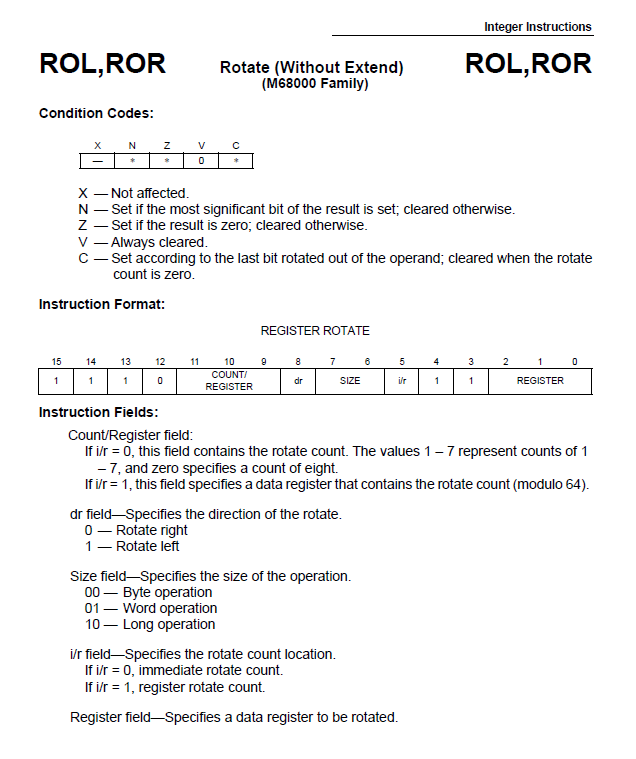 Integer Instructions
ROL,ROR Rotate (Without Extend) ROL,ROR
(M68000 Family)
Condition Codes:
X N Z V C
— * * 0 *
X — Not affected.
N — Set if the most significant bit of the result is set; cleared otherwise.
Z — Set if the result is zero; cleared otherwise.
V — Always cleared.
C — Set according to the last bit rotated out of the operand; cleared when the rotate
count is zero.
Instruction Format:
REGISTER ROTATE
15 14 13 12 11 10 9 8 7 6 5 4 3 2 1 0
1 1 1 0 COUNT/ dr SIZE i/r 1 1 REGISTER
REGISTER
Instruction Fields:
Count/Register field:
If i/r = 0, this field contains the rotate count. The values 1 – 7 represent counts of 1
– 7, and zero specifies a count of eight.
If i/r = 1, this field specifies a data register that contains the rotate count (modulo 64).
dr field—Specifies the direction of the rotate.
0 — Rotate right
1 — Rotate left
Size field—Specifies the size of the operation.
00 — Byte operation
01 — Word operation
10 — Long operation
i/r field—Specifies the rotate count location.
If i/r = 0, immediate rotate count.
If i/r = 1, register rotate count.
Register field—Specifies a data register to be rotated.